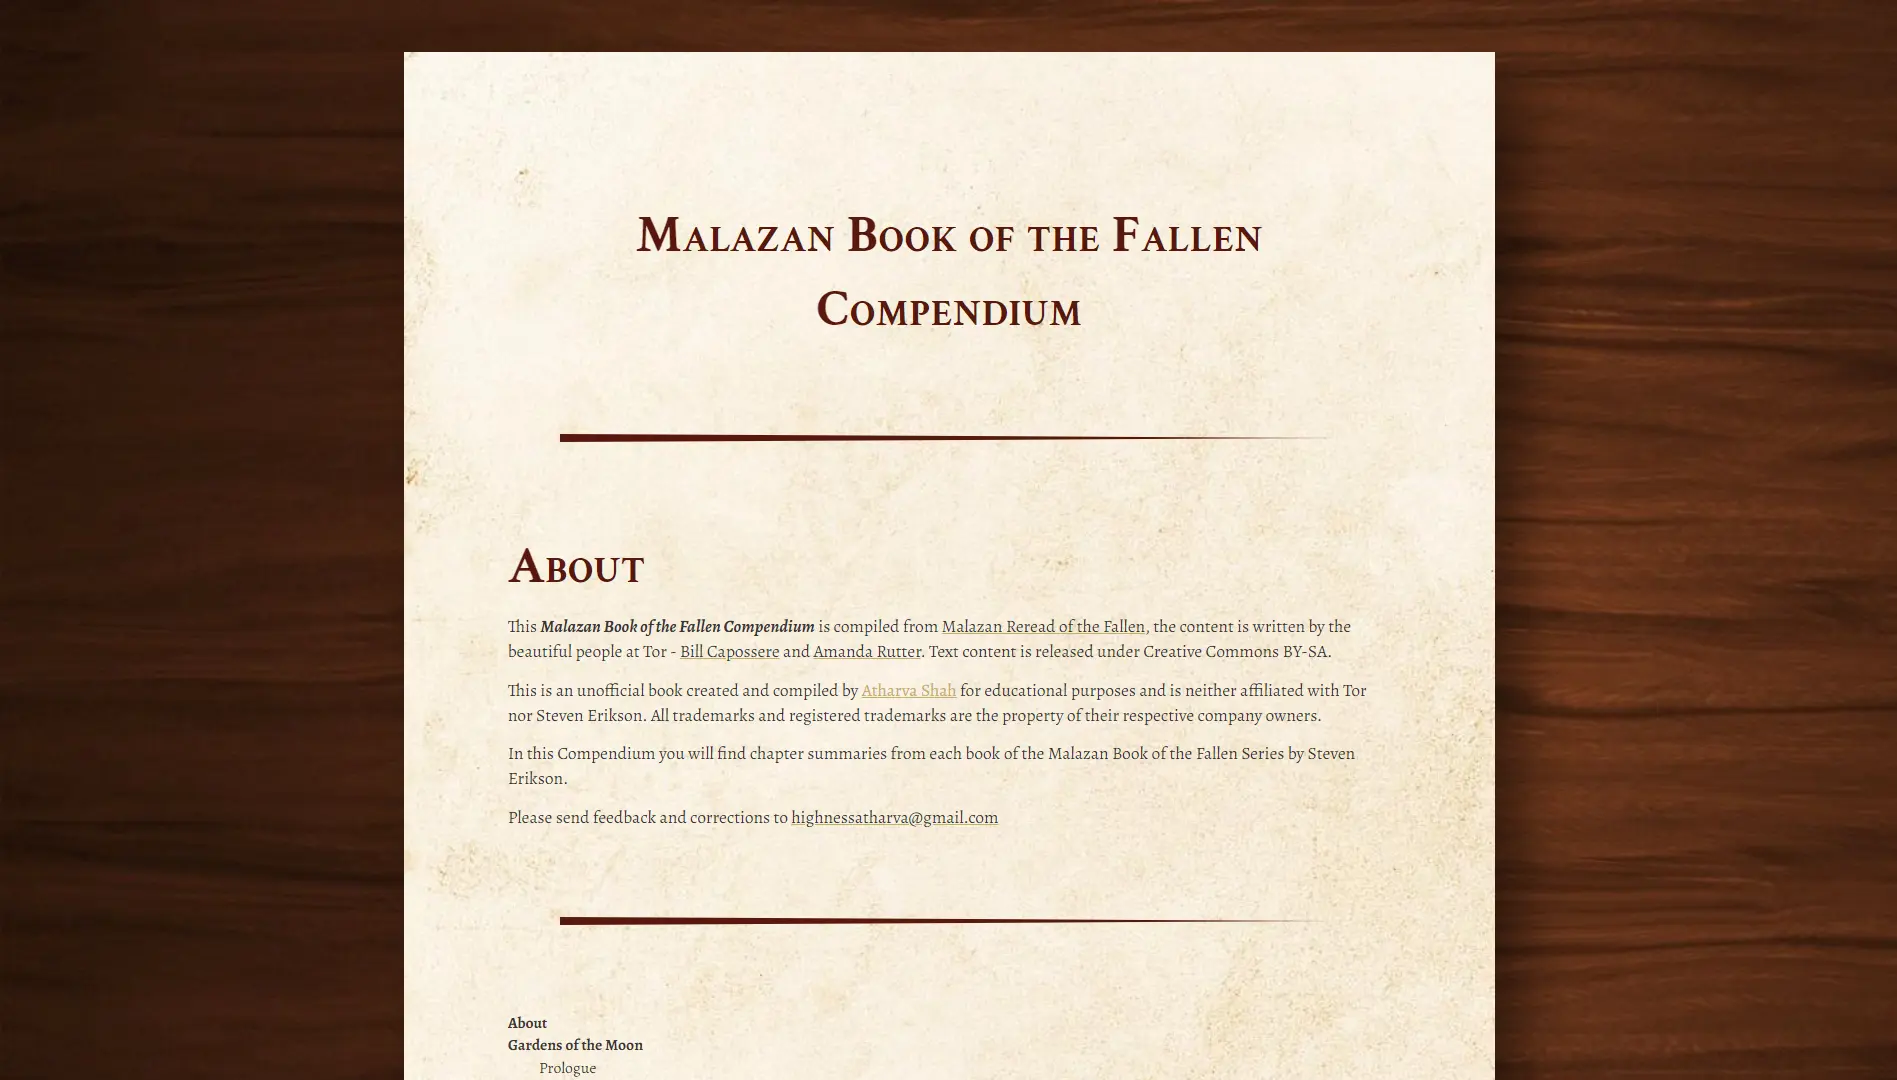 Malazan Book of the Fallen
Compendium
About
This Malazan Book of the Fallen Compendium is compiled from Malazan Reread of the Fallen, the content is written by the
beautiful people at Tor - Bill Capossere and Amanda Rutter. Text content is released under Creative Commons BY-SA.
This is an unofficial book created and compiled by Atharva Shah for educational purposes and is neither affiliated with Tor
nor Steven Erikson. All trademarks and registered trademarks are the property of their respective company owners.
In this Compendium you will find chapter summaries from each book of the Malazan Book of the Fallen Series by Steven
Erikson.
Please send feedback and corrections to highnessatharva@gmail.com
About
Gardens of the Moon
Prologue